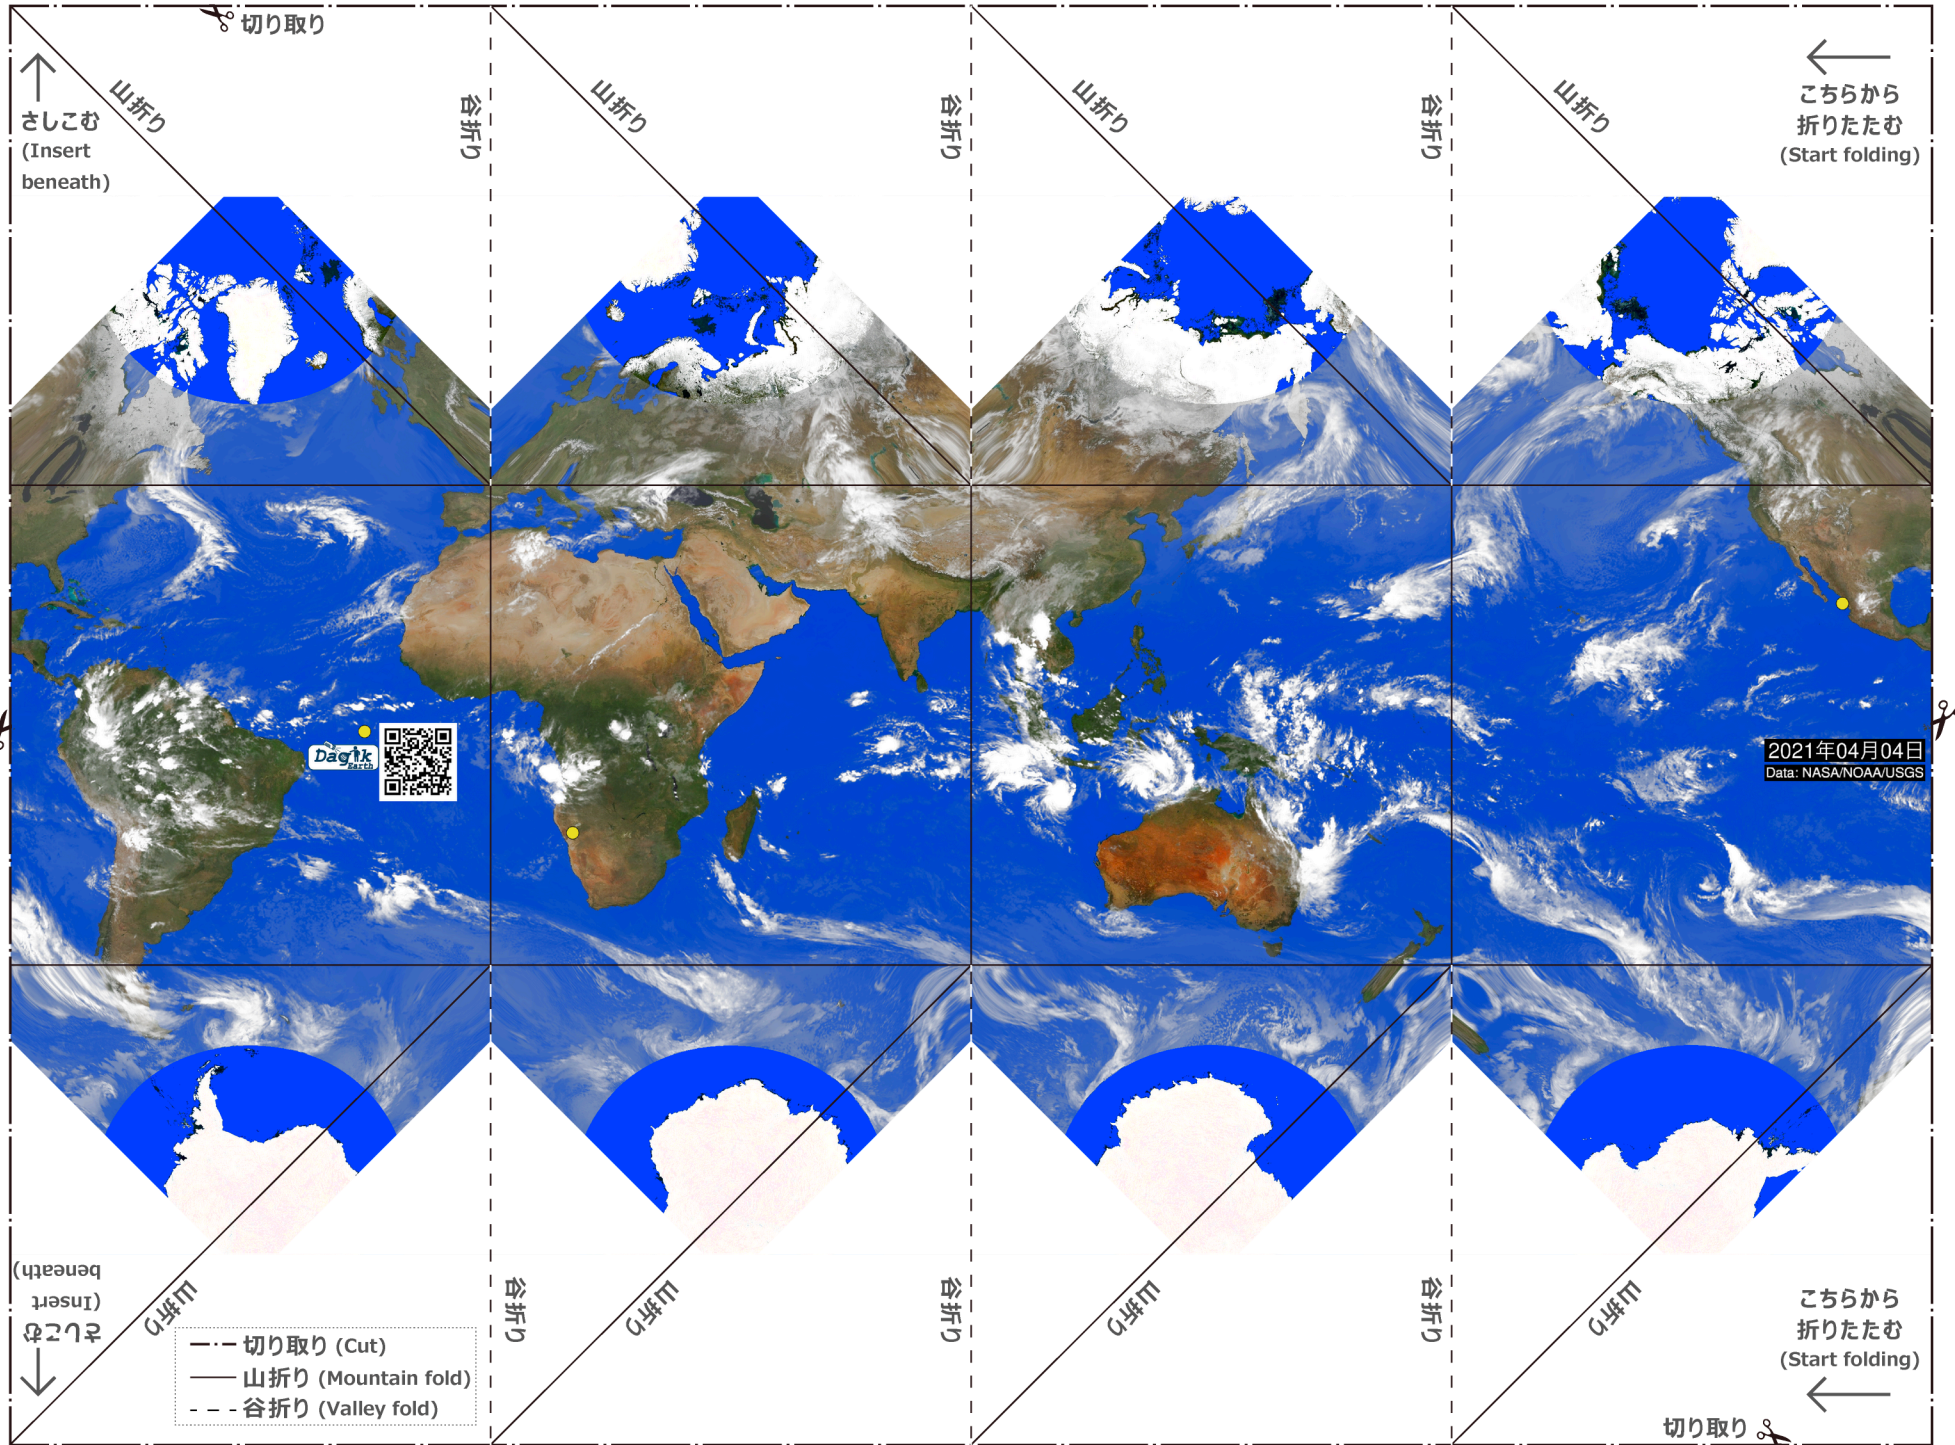 切り取り
さしこむ
(Insert
beneath)
山折り
谷折り
山折り
谷折り
山折り
谷折り
山折り
こちらから
折りたたむ
(Start folding)
Dagik
Earth
2021年04月04日
Data: NASA/NOAA/USGS
さしこむ
(Insert
beneath)
山折り
谷折り
山折り
谷折り
山折り
谷折り
山折り
こちらから
折りたたむ
(Start folding)
切り取り (Cut)
山折り (Mountain fold)
谷折り (Valley fold)
切り取り